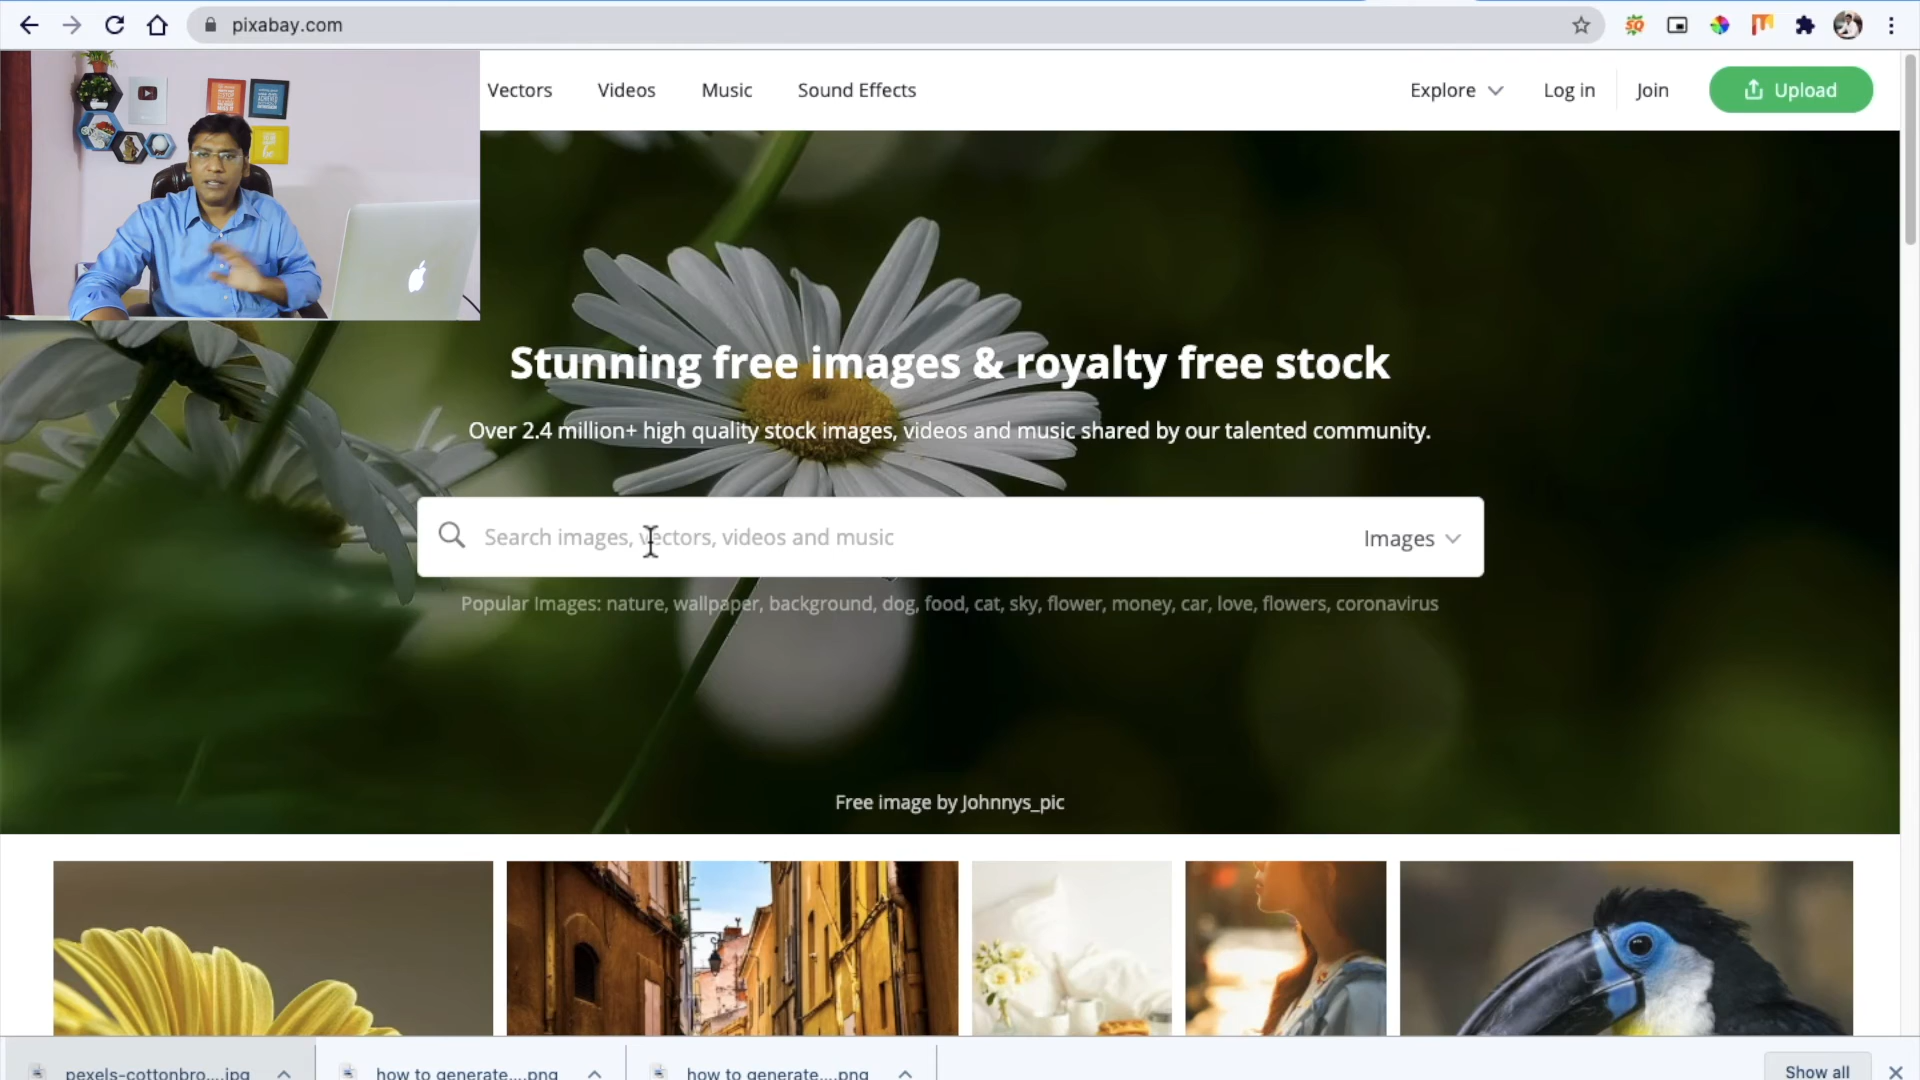 pixabay.com
Vectors Videos Music Sound Effects Explore Log in Join Upload
Stunning free images & royalty free stock
Over 2.4 million+ high quality stock images, videos and music shared by our talented community.
Search images, vectors, videos and music Images
Popular Images: nature, wallpaper, background, dog, food, cat, sky, flower, money, car, love, flowers, coronavirus
Free image by Johnnys_pic
pexels-cottonbro....jpg how to generate....png how to generate....png Show all